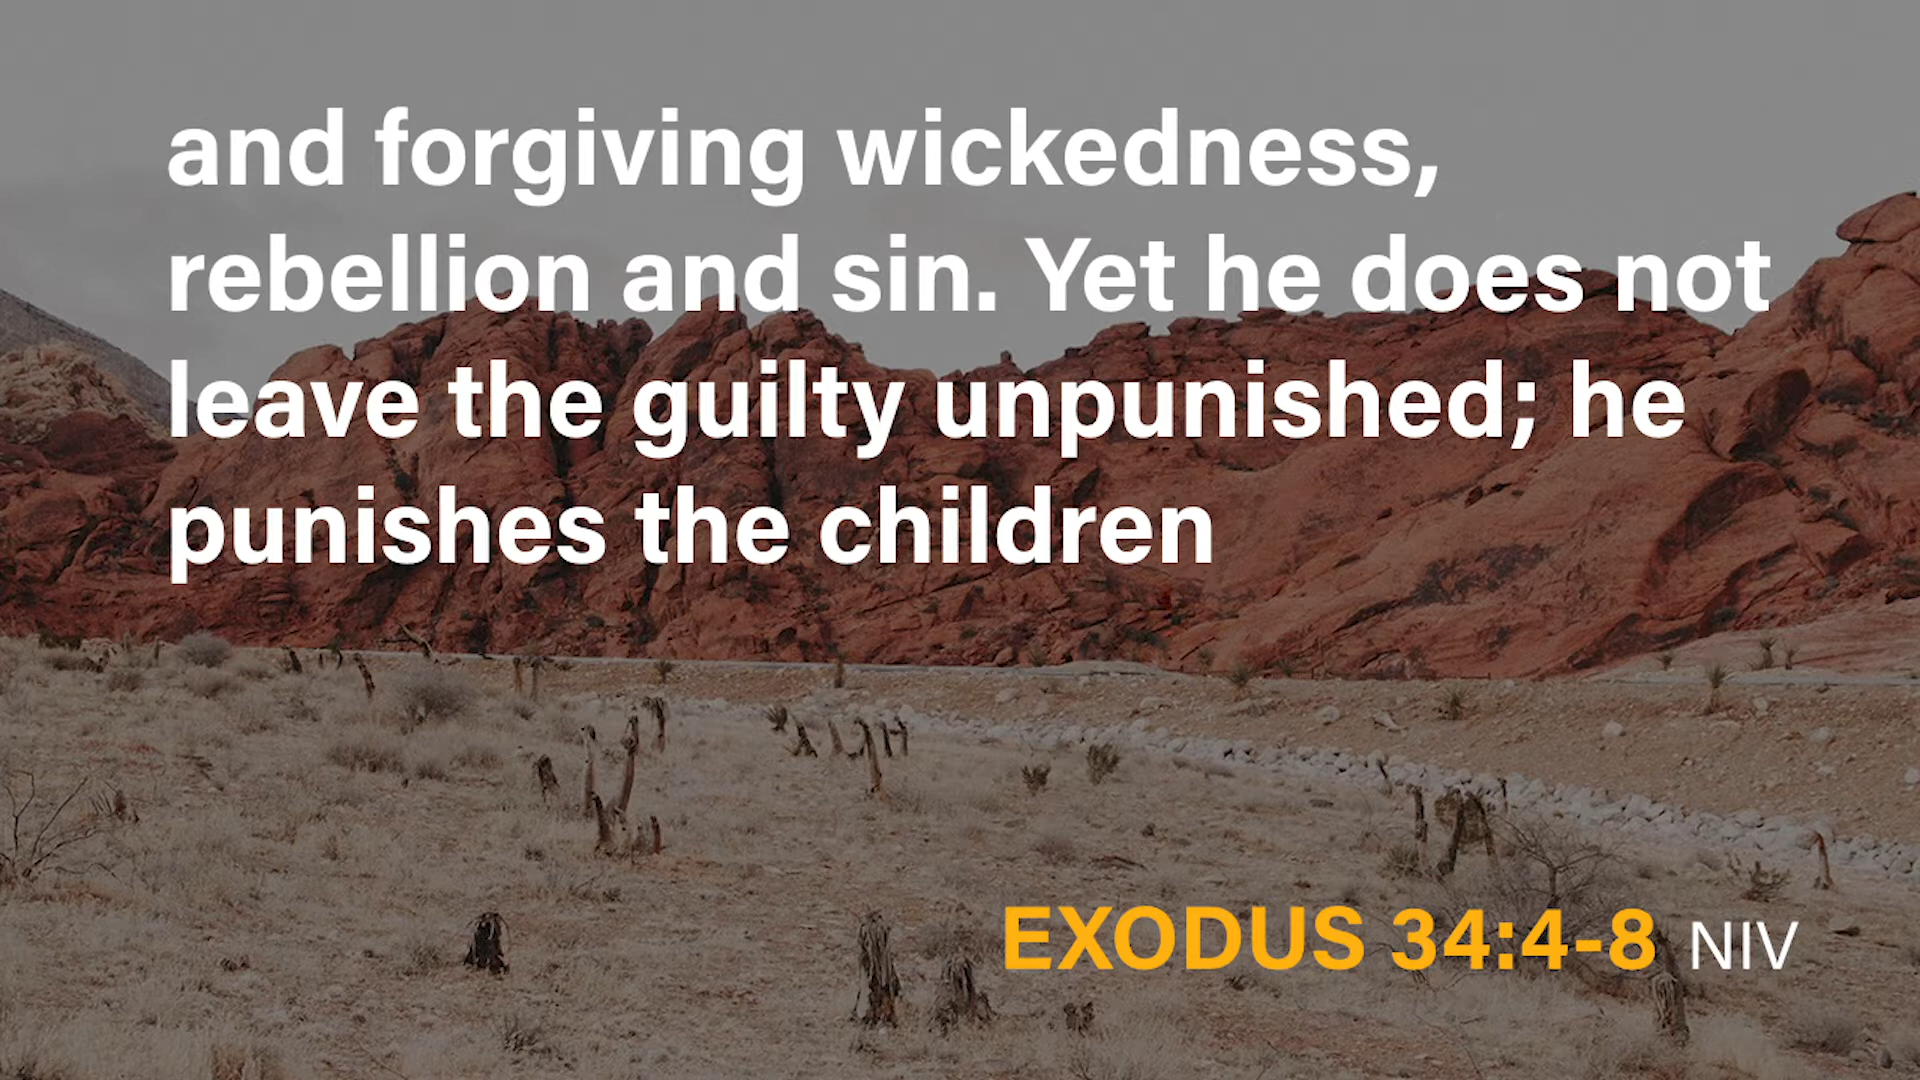 and forgiving wickedness,
rebellion and sin. Yet he does not
leave the guilty unpunished; he
punishes the children
EXODUS 34:4-8 NIV